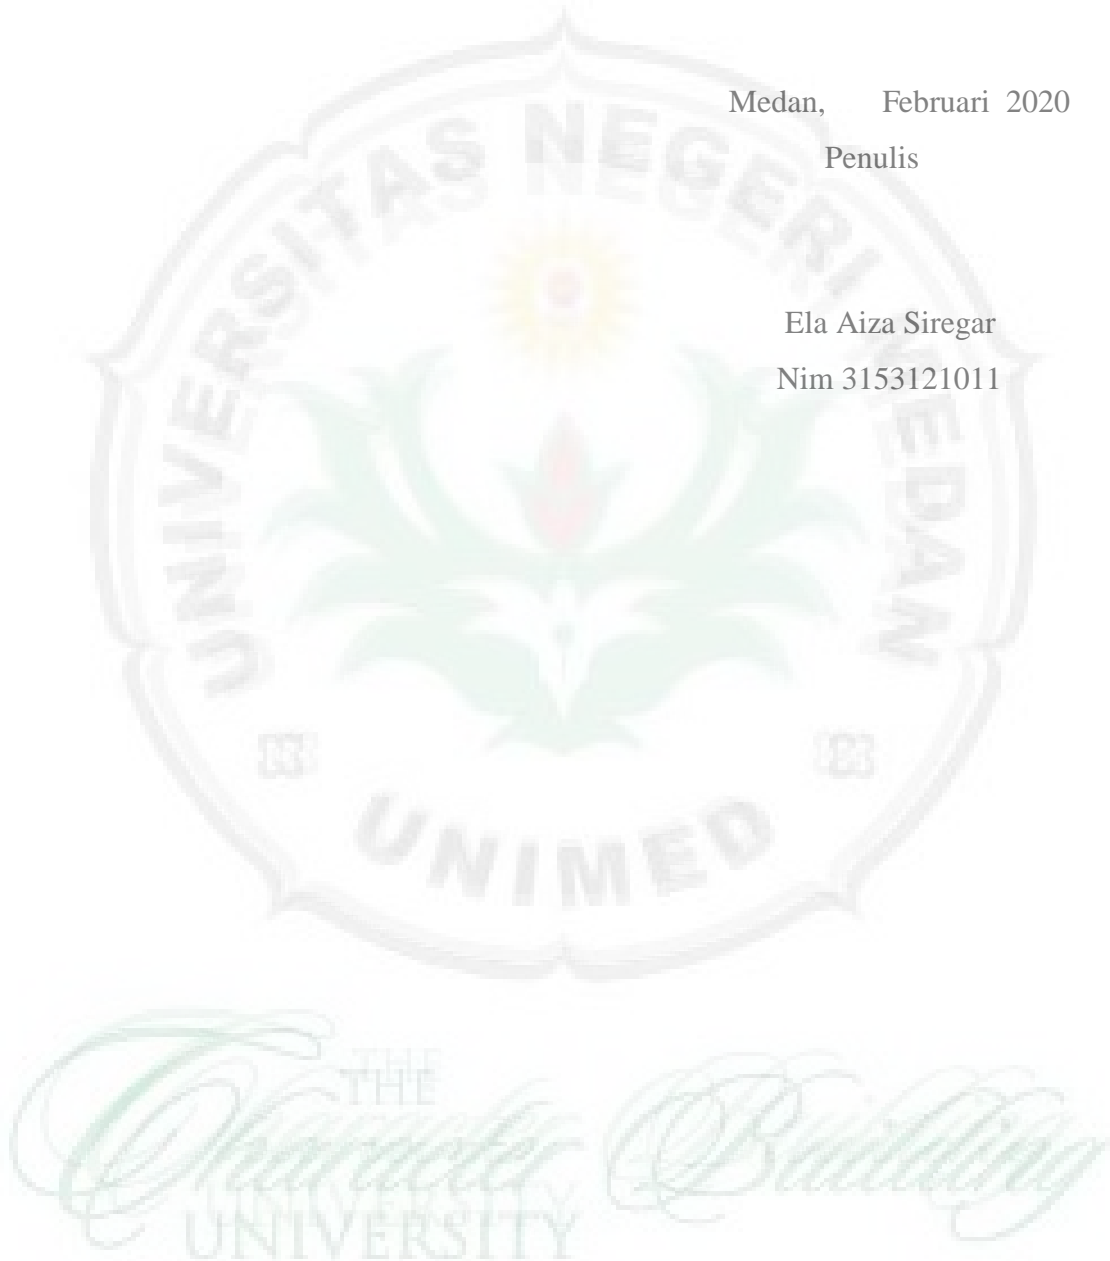 Medan, Februari 2020
Penulis
Ela Aiza Siregar
Nim 3153121011
UNIVERSITAS NEGERI MEDAN
UNIMED
THE
Character Building
UNIVERSITY